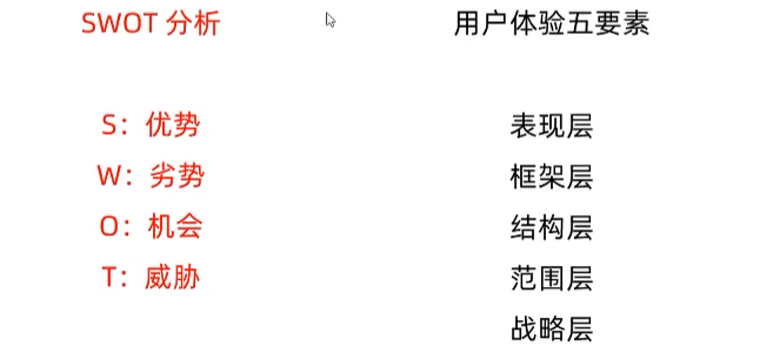 SWOT 分析
S：优势
W：劣势
O：机会
T：威胁
用户体验五要素
表现层
框架层
结构层
范围层
战略层